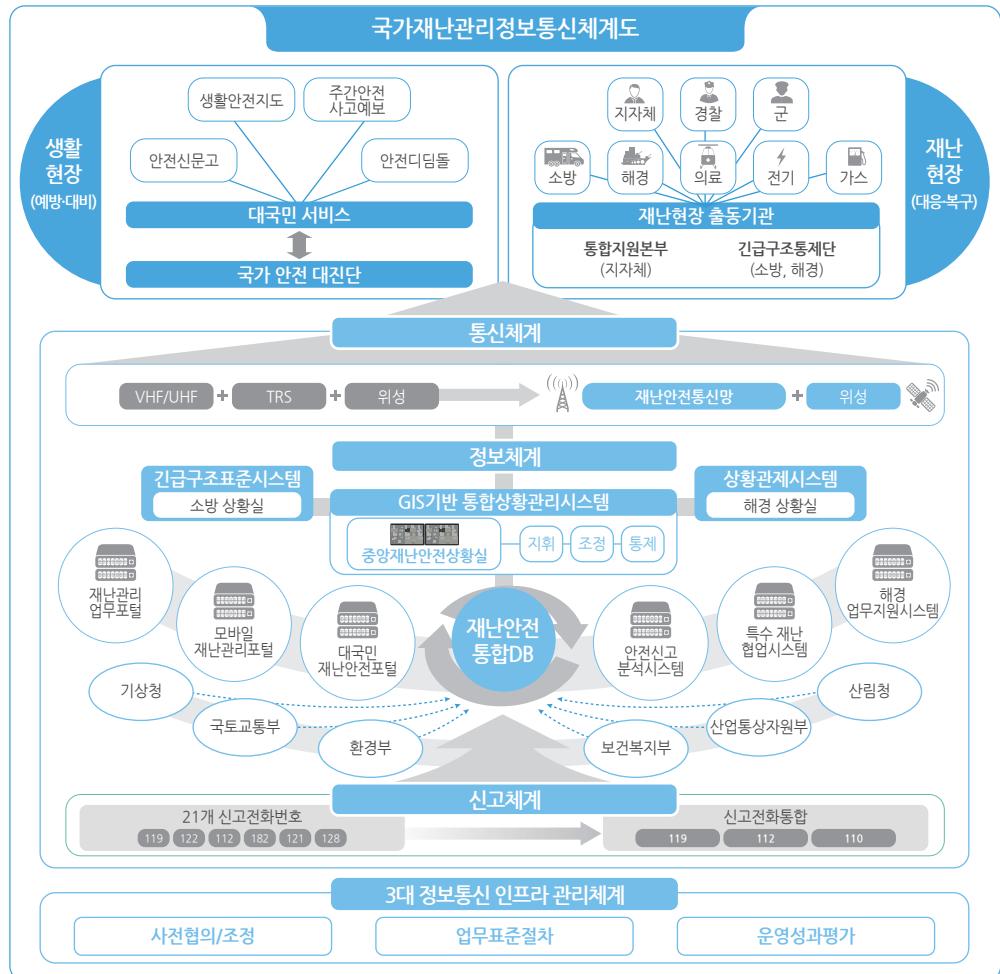 국가재난관리정보통신체계도
생활
현장
(예방·대비)
생활안전지도
주간안전
사고예보
안전신문고
안전디딤돌
대국민 서비스
국가 안전 대진단
지자체
경찰
군
소방
해경
의료
전기
가스
재난현장 출동기관
통합지원본부
(지자체)
긴급구조통제단
(소방, 해경)
재난
현장
(대응·복구)
통신체계
VHF/UHF + TRS + 위성
재난안전통신망 + 위성
정보체계
긴급구조표준시스템
소방 상황실
GIS기반 통합상황관리시스템
중앙재난안전상황실
지휘
조정
통제
상황관제시스템
해경 상황실
재난관리
업무포털
모바일
재난관리포털
대국민
재난안전포털
재난안전
통합DB
안전신고
분석시스템
특수 재난
협업시스템
해경
업무지원시스템
기상청
국토교통부
환경부
보건복지부
산업통상자원부
산림청
신고체계
21개 신고전화번호
119 122 112 182 121 128
신고전화통합
119 112 110
3대 정보통신 인프라 관리체계
사전협의/조정
업무표준절차
운영성과평가